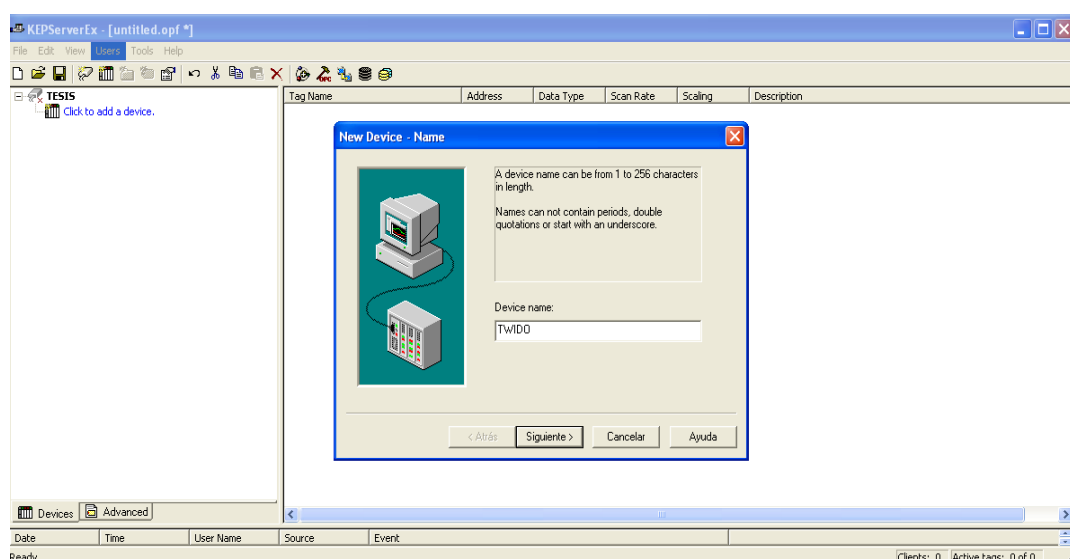 KEPServerEx - [untitled.opf *]
File Edit View Users Tools Help
TESIS
Click to add a device.
Tag Name Address Data Type Scan Rate Scaling Description
New Device - Name
A device name can be from 1 to 256 characters
in length.
Names can not contain periods, double
quotations or start with an underscore.
Device name:
TWIDO
< Atrás Siguiente > Cancelar Ayuda
Devices Advanced
Date Time User Name Source Event
Ready Clients: 0 Active tags: 0 of 0